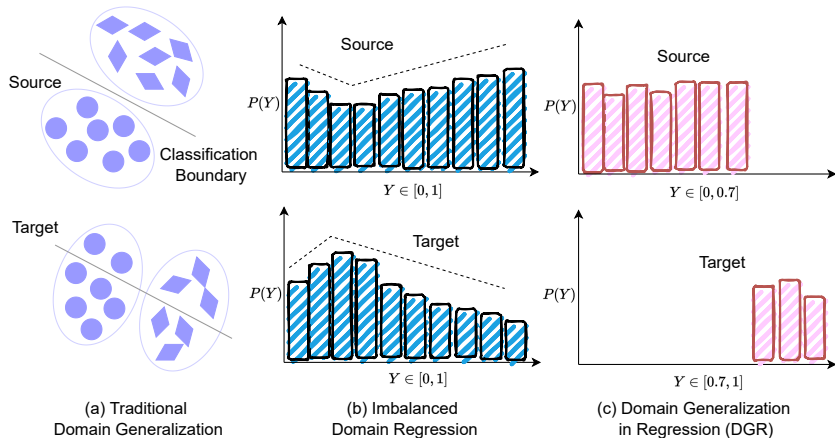 Source
Classification
Boundary
Target
(a) Traditional
Domain Generalization
Source
P(Y)
Y ∈ [0, 1]
Target
P(Y)
Y ∈ [0, 1]
(b) Imbalanced
Domain Regression
Source
P(Y)
Y ∈ [0, 0.7]
Target
P(Y)
Y ∈ [0.7, 1]
(c) Domain Generalization
in Regression (DGR)